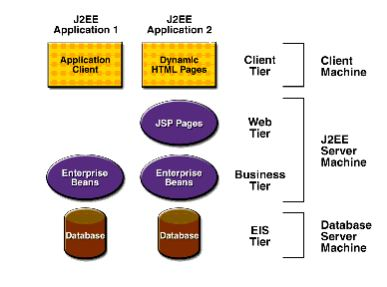 J2EE
Application 1
J2EE
Application 2
Application
Client
Dynamic
HTML Pages
Client
Tier
Client
Machine
JSP Pages
Web
Tier
J2EE
Server
Machine
Enterprise
Beans
Enterprise
Beans
Business
Tier
Database
Database
EIS
Tier
Database
Server
Machine